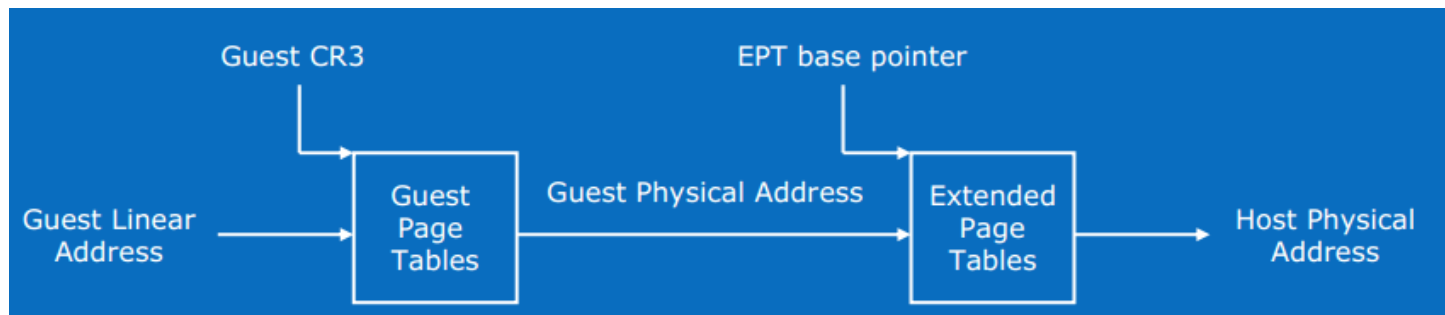 Guest CR3
EPT base pointer
Guest Linear
Address
Guest
Page
Tables
Guest Physical Address
Extended
Page
Tables
Host Physical
Address